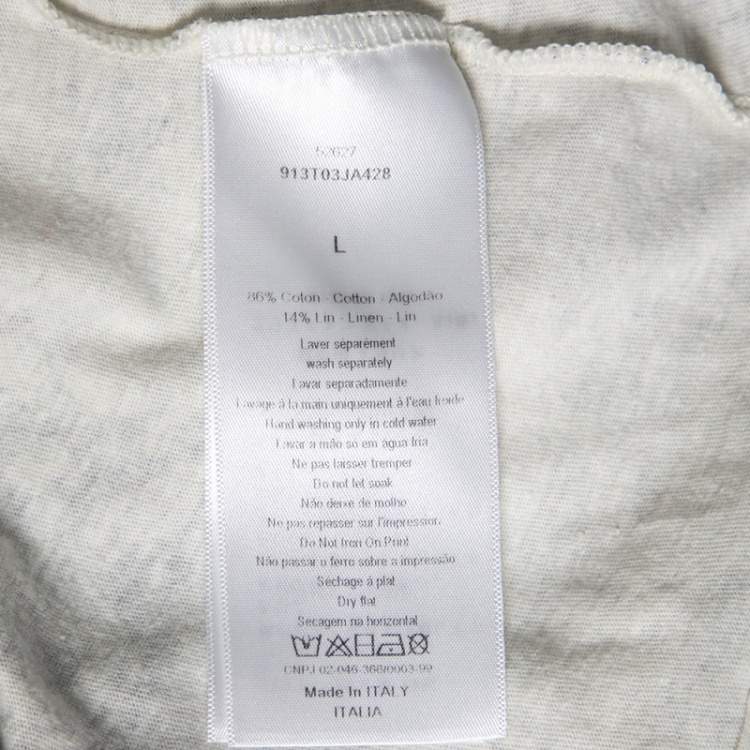 52627
913T03JA428
L
86% Coton - Cotton - Algodão
14% Lin - Linen - Lin
Laver séparément
wash separately
Lavar separadamente
Lavage à la main uniquement à l'eau froide
Hand washing only in cold water
Lavar a mão so em água fria
Ne pas laisser tremper
Do not let soak
Não deixe de molho
Ne pas repasser sur l'impression
Do Not Iron On Print
Não passar o ferro sobre a impressão
Séchage à plat
Dry flat
Secagem na horizontal
CNPJ 02-046-368/0003-99
Made In ITALY
ITALIA